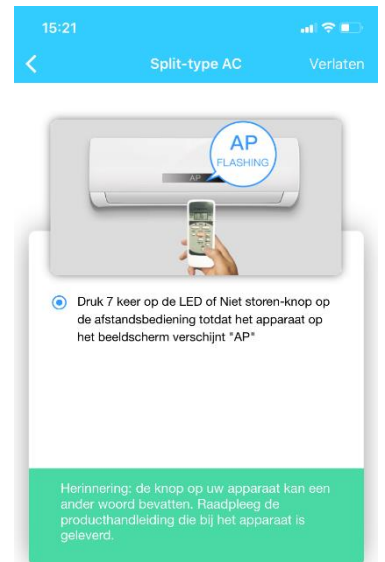 15:21
Split-type AC
Verlaten
AP
FLASHING
AP
Druk 7 keer op de LED of Niet storen-knop op
de afstandsbediening totdat het apparaat op
het beeldscherm verschijnt "AP"
Herinnering: de knop op uw apparaat kan een
ander woord bevatten. Raadpleeg de
producthandleiding die bij het apparaat is
geleverd.